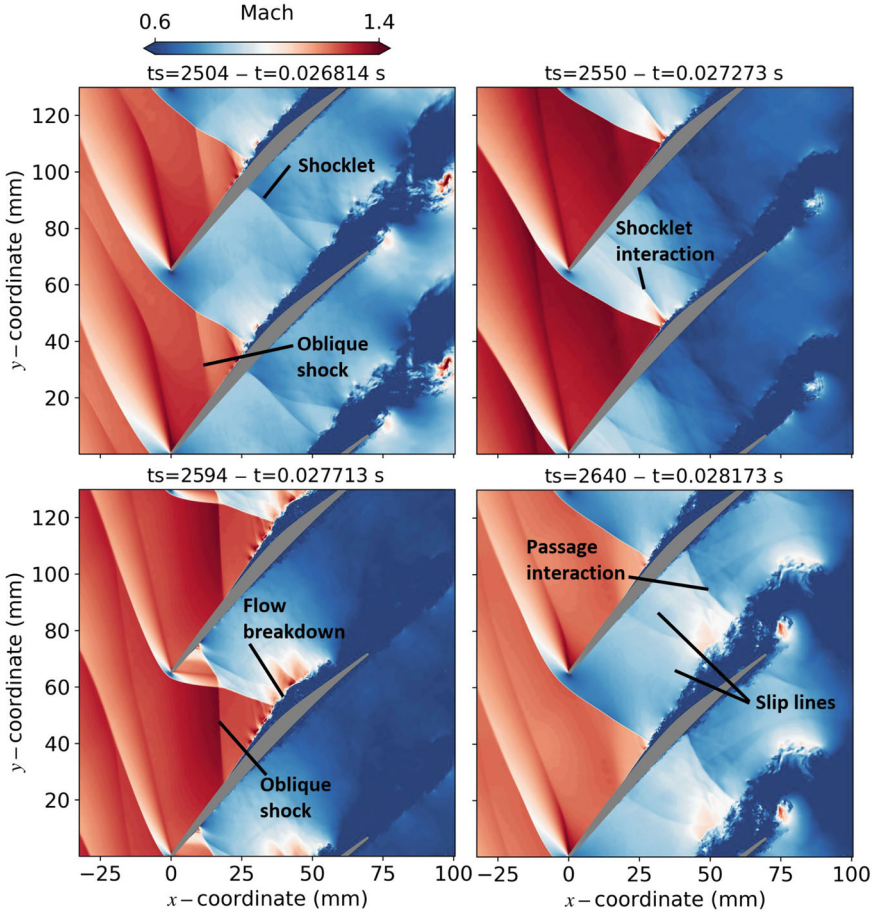 Mach
0.6 1.4
ts=2504 – t=0.026814 s
ts=2550 – t=0.027273 s
120
100
80
60
40
20
y – coordinate (mm)
Shocklet
Oblique
shock
Shocklet
interaction
ts=2594 – t=0.027713 s
ts=2640 – t=0.028173 s
120
100
80
60
40
20
y – coordinate (mm)
Flow
breakdown
Oblique
shock
Passage
interaction
Slip lines
−25 0 25 50 75 100
x – coordinate (mm)
−25 0 25 50 75 100
x – coordinate (mm)